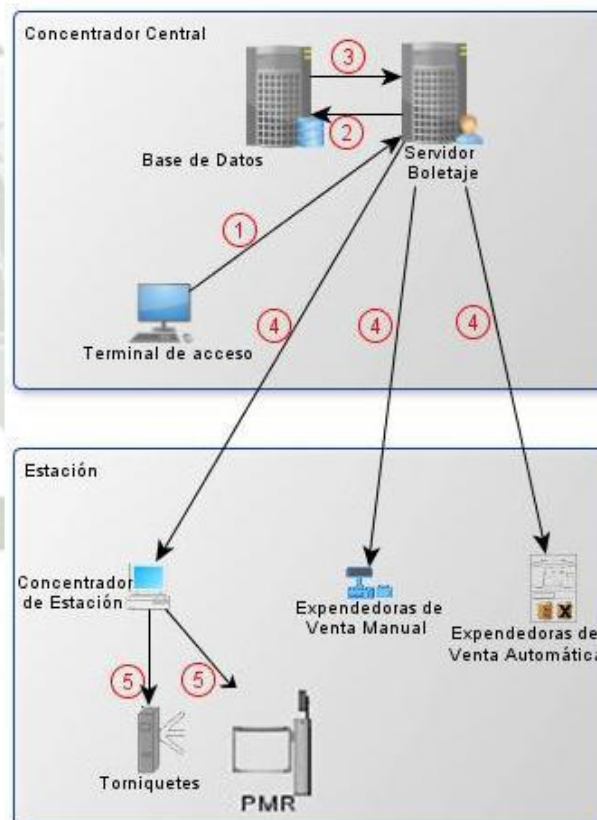 Concentrador Central
3
2
Base de Datos
Servidor
Boletaje
1
Terminal de acceso
4
4
4
Estación
Concentrador
de Estación
Expendedoras de
Venta Manual
Expendedoras de
Venta Automática
5
5
Torniquetes
PMR